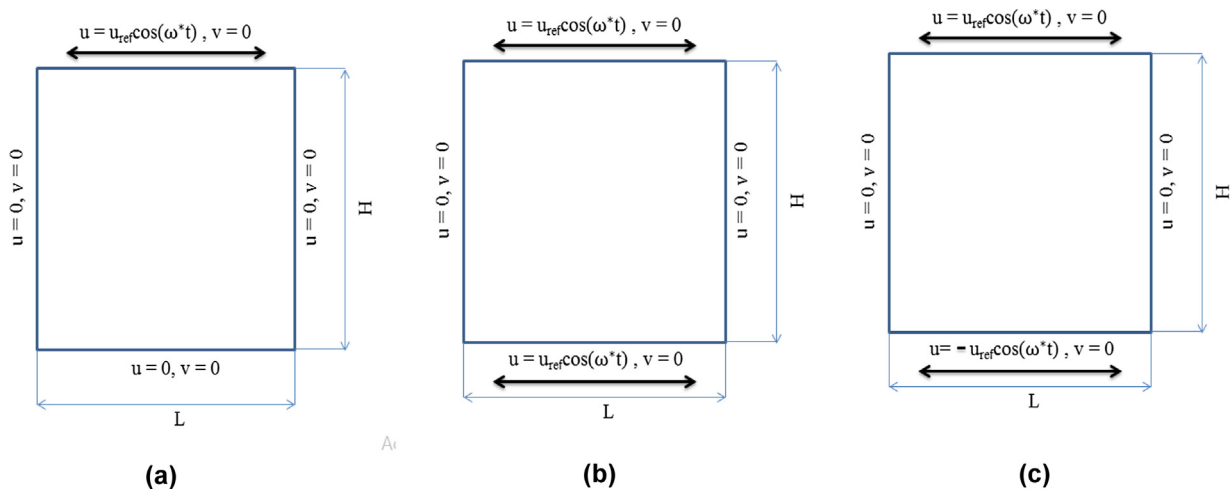 u = u_ref cos(ω*t) , v = 0
u = 0, v = 0
u = 0, v = 0
H
u = 0, v = 0
L
(a)
u = u_ref cos(ω*t) , v = 0
u = 0, v = 0
u = 0, v = 0
H
u = u_ref cos(ω*t) , v = 0
L
(b)
u = u_ref cos(ω*t) , v = 0
u = 0, v = 0
u = 0, v = 0
H
u= - u_ref cos(ω*t) , v = 0
L
(c)